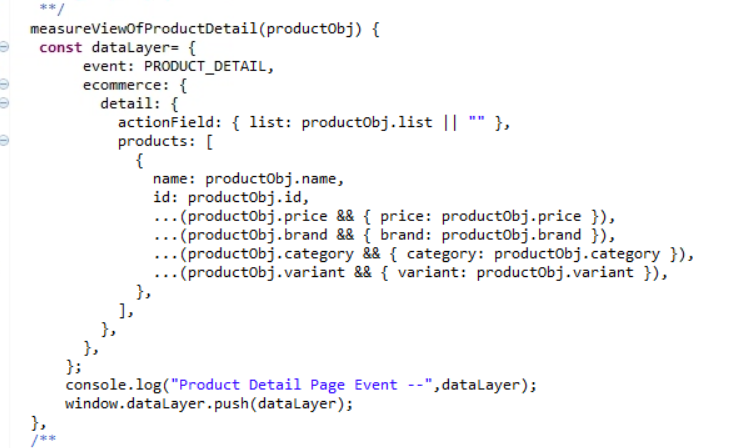 **/
measureViewOfProductDetail(productObj) {
const dataLayer= {
event: PRODUCT_DETAIL,
ecommerce: {
detail: {
actionField: { list: productObj.list || "" },
products: [
{
name: productObj.name,
id: productObj.id,
...(productObj.price && { price: productObj.price }),
...(productObj.brand && { brand: productObj.brand }),
...(productObj.category && { category: productObj.category }),
...(productObj.variant && { variant: productObj.variant }),
},
],
},
},
};
console.log("Product Detail Page Event --",dataLayer);
window.dataLayer.push(dataLayer);
},
/**